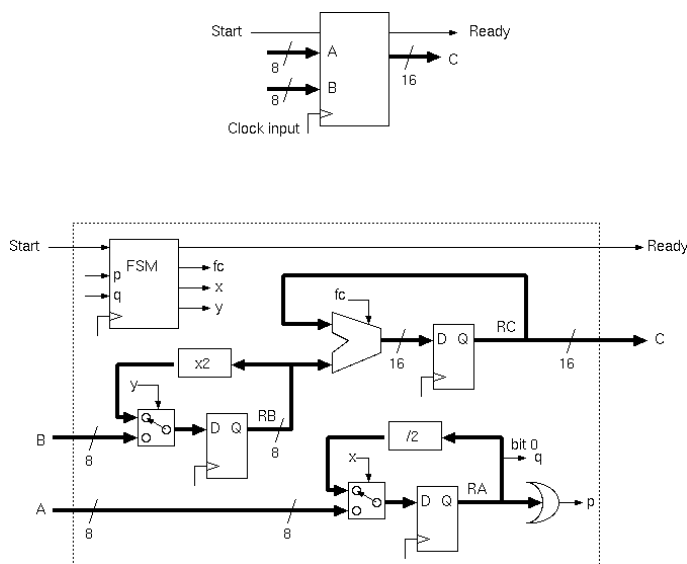 Start
Ready
A
8
C
16
B
8
Clock input
Start
Ready
FSM
fc
p
x
q
y
fc
RC
D Q
C
16
16
x2
y
RB
D Q
B
8
8
/2
bit 0
q
x
RA
D Q
p
A
8
8